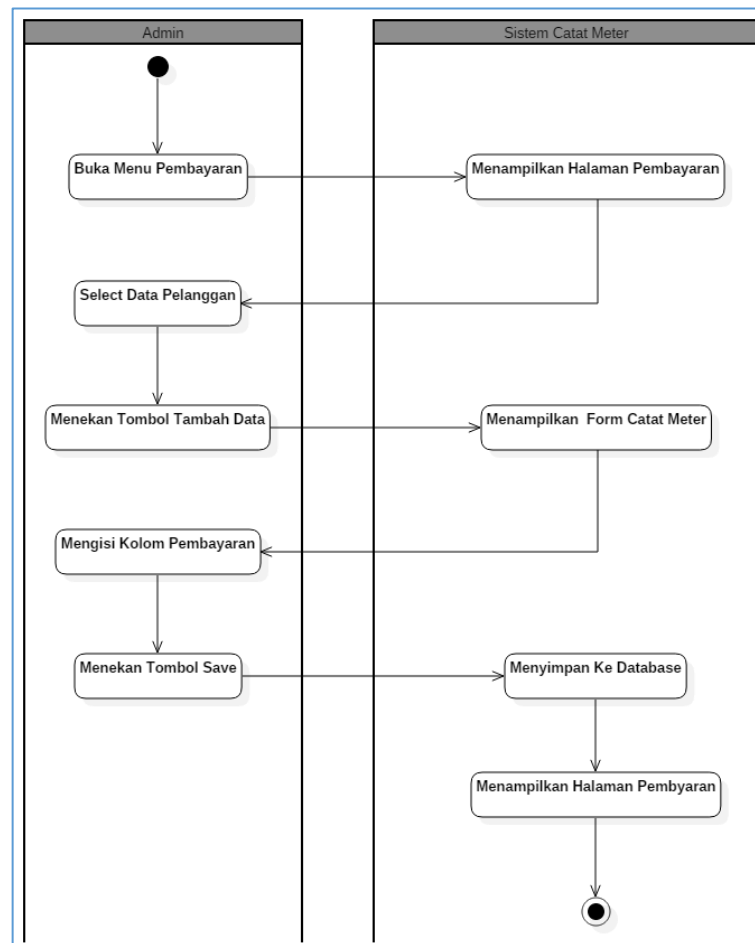 Admin
Sistem Catat Meter
Buka Menu Pembayaran
Menampilkan Halaman Pembayaran
Select Data Pelanggan
Menekan Tombol Tambah Data
Menampilkan  Form Catat Meter
Mengisi Kolom Pembayaran
Menekan Tombol Save
Menyimpan Ke Database
Menampilkan Halaman Pembyaran